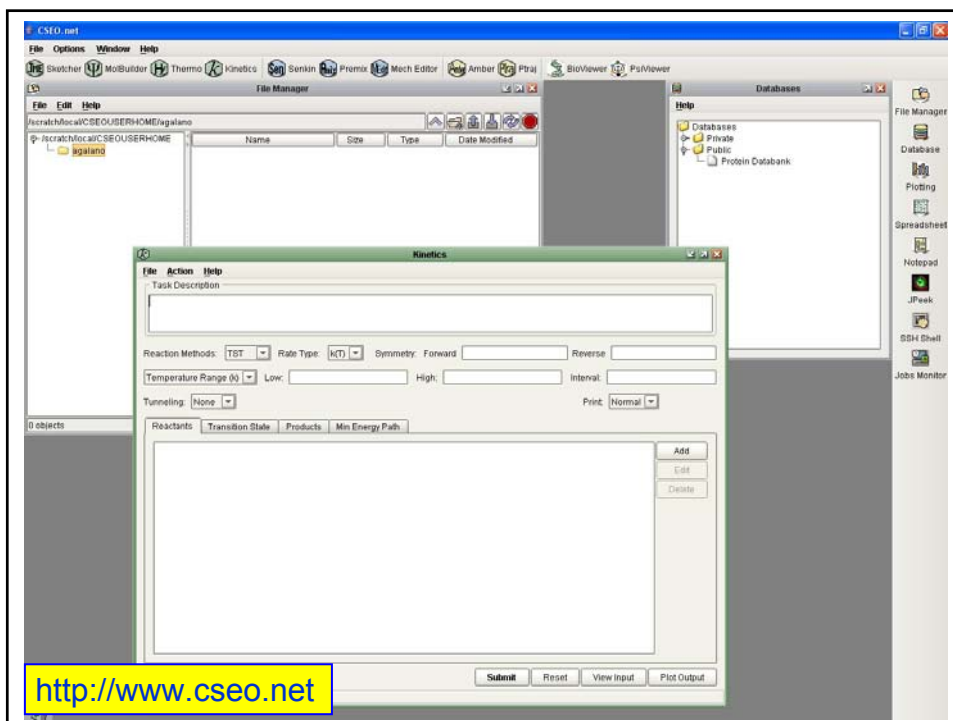 CSEO.net
File Options Window Help
Sketcher MolBuilder Thermo Kinetics Senkin Premix Mech Editor Amber Ptraj BioViewer PsiViewer
File Manager
File Edit Help
/scratch/local/CSEOUSERHOME/agalano
/scratch/local/CSEOUSERHOME
agalano
Name Size Type Date Modified
0 objects
Databases
Help
Databases
Private
Public
Protein Databank
File Manager
Database
Plotting
Spreadsheet
Notepad
JPeek
SSH Shell
Jobs Monitor
Kinetics
File Action Help
Task Description
Reaction Methods: TST Rate Type: k(T) Symmetry: Forward Reverse
Temperature Range (K) Low: High: Interval:
Tunneling: None Print: Normal
Reactants Transition State Products Min Energy Path
Add
Edit
Delete
Submit Reset View Input Plot Output
http://www.cseo.net